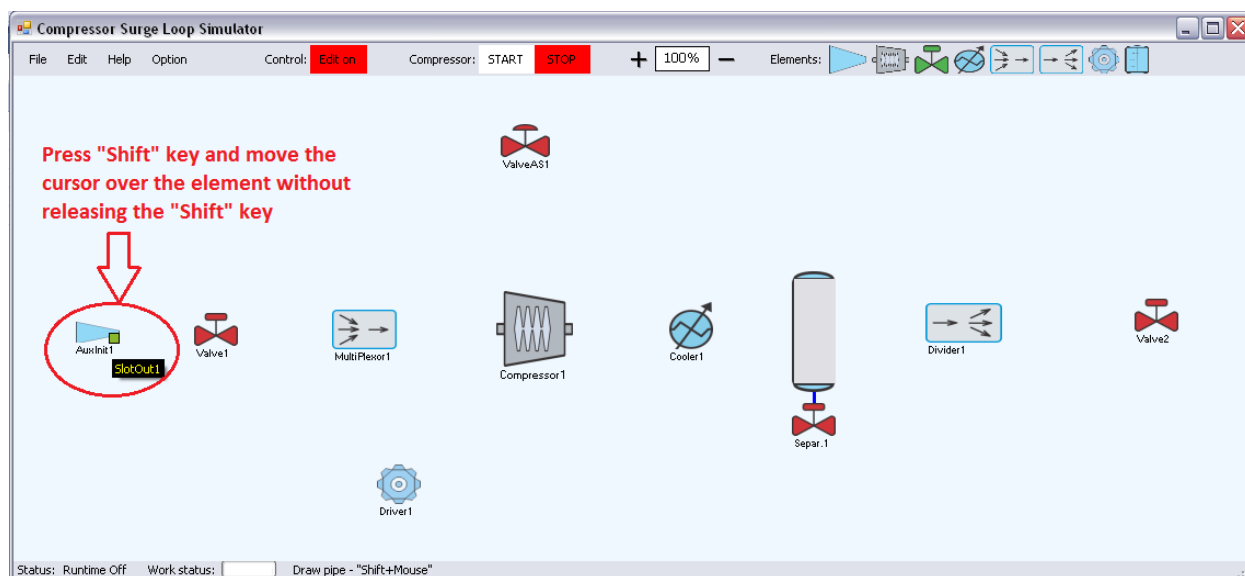 Compressor Surge Loop Simulator
File Edit Help Option Control: Edit on Compressor: START STOP + 100% − Elements:
ValveAS1
Press "Shift" key and move the
cursor over the element without
releasing the "Shift" key
AuxInit1
SlotOut1
Valve1
MultiPlexor1
Compressor1
Cooler1
Separ.1
Divider1
Valve2
Driver1
Status: Runtime Off Work status: Draw pipe - "Shift+Mouse"